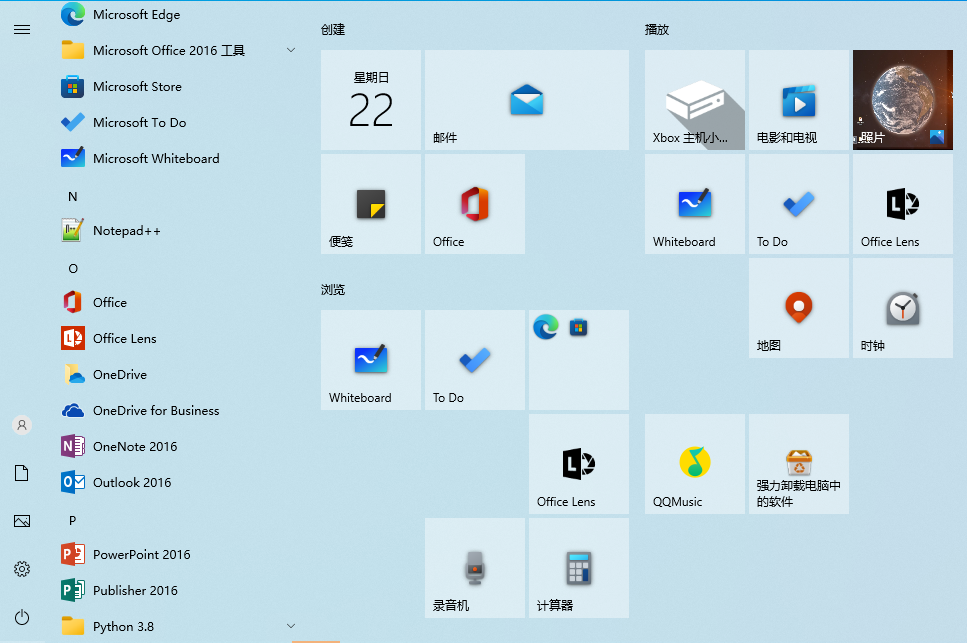 Microsoft Edge
Microsoft Office 2016 工具
Microsoft Store
Microsoft To Do
Microsoft Whiteboard
N
Notepad++
O
Office
Office Lens
OneDrive
OneDrive for Business
OneNote 2016
Outlook 2016
P
PowerPoint 2016
Publisher 2016
Python 3.8
创建
星期日
22
邮件
便笺
Office
浏览
Whiteboard
To Do
Office Lens
录音机
计算器
播放
Xbox 主机小...
电影和电视
照片
Whiteboard
To Do
Office Lens
地图
时钟
QQMusic
强力卸载电脑中
的软件